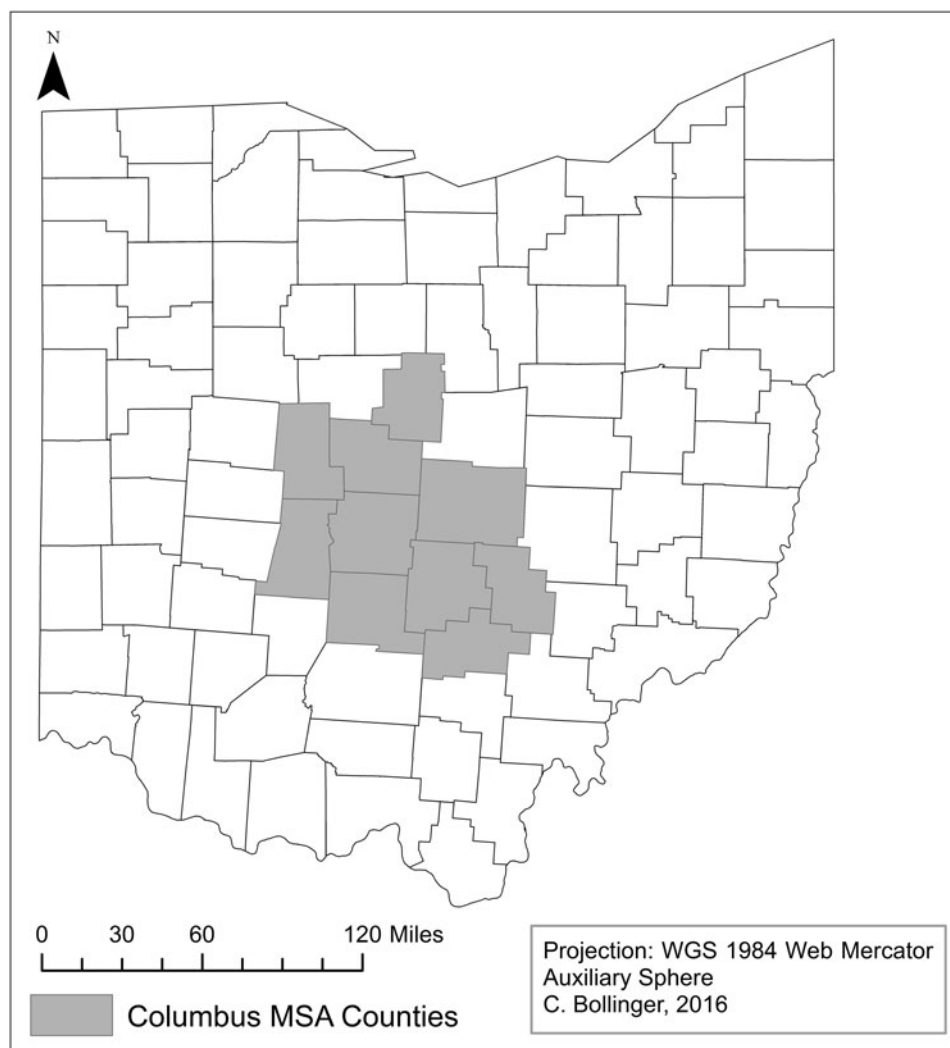 N
0 30 60 120 Miles
Columbus MSA Counties
Projection: WGS 1984 Web Mercator
Auxiliary Sphere
C. Bollinger, 2016